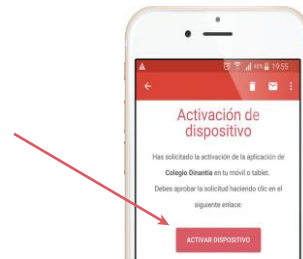 45% 19:55
Activación de
dispositivo
Has solicitado la activación de la aplicación de
Colegio Dinantia en tu móvil o tablet.
Debes aprobar la solicitud haciendo clic en el
siguiente enlace:
ACTIVAR DISPOSITIVO